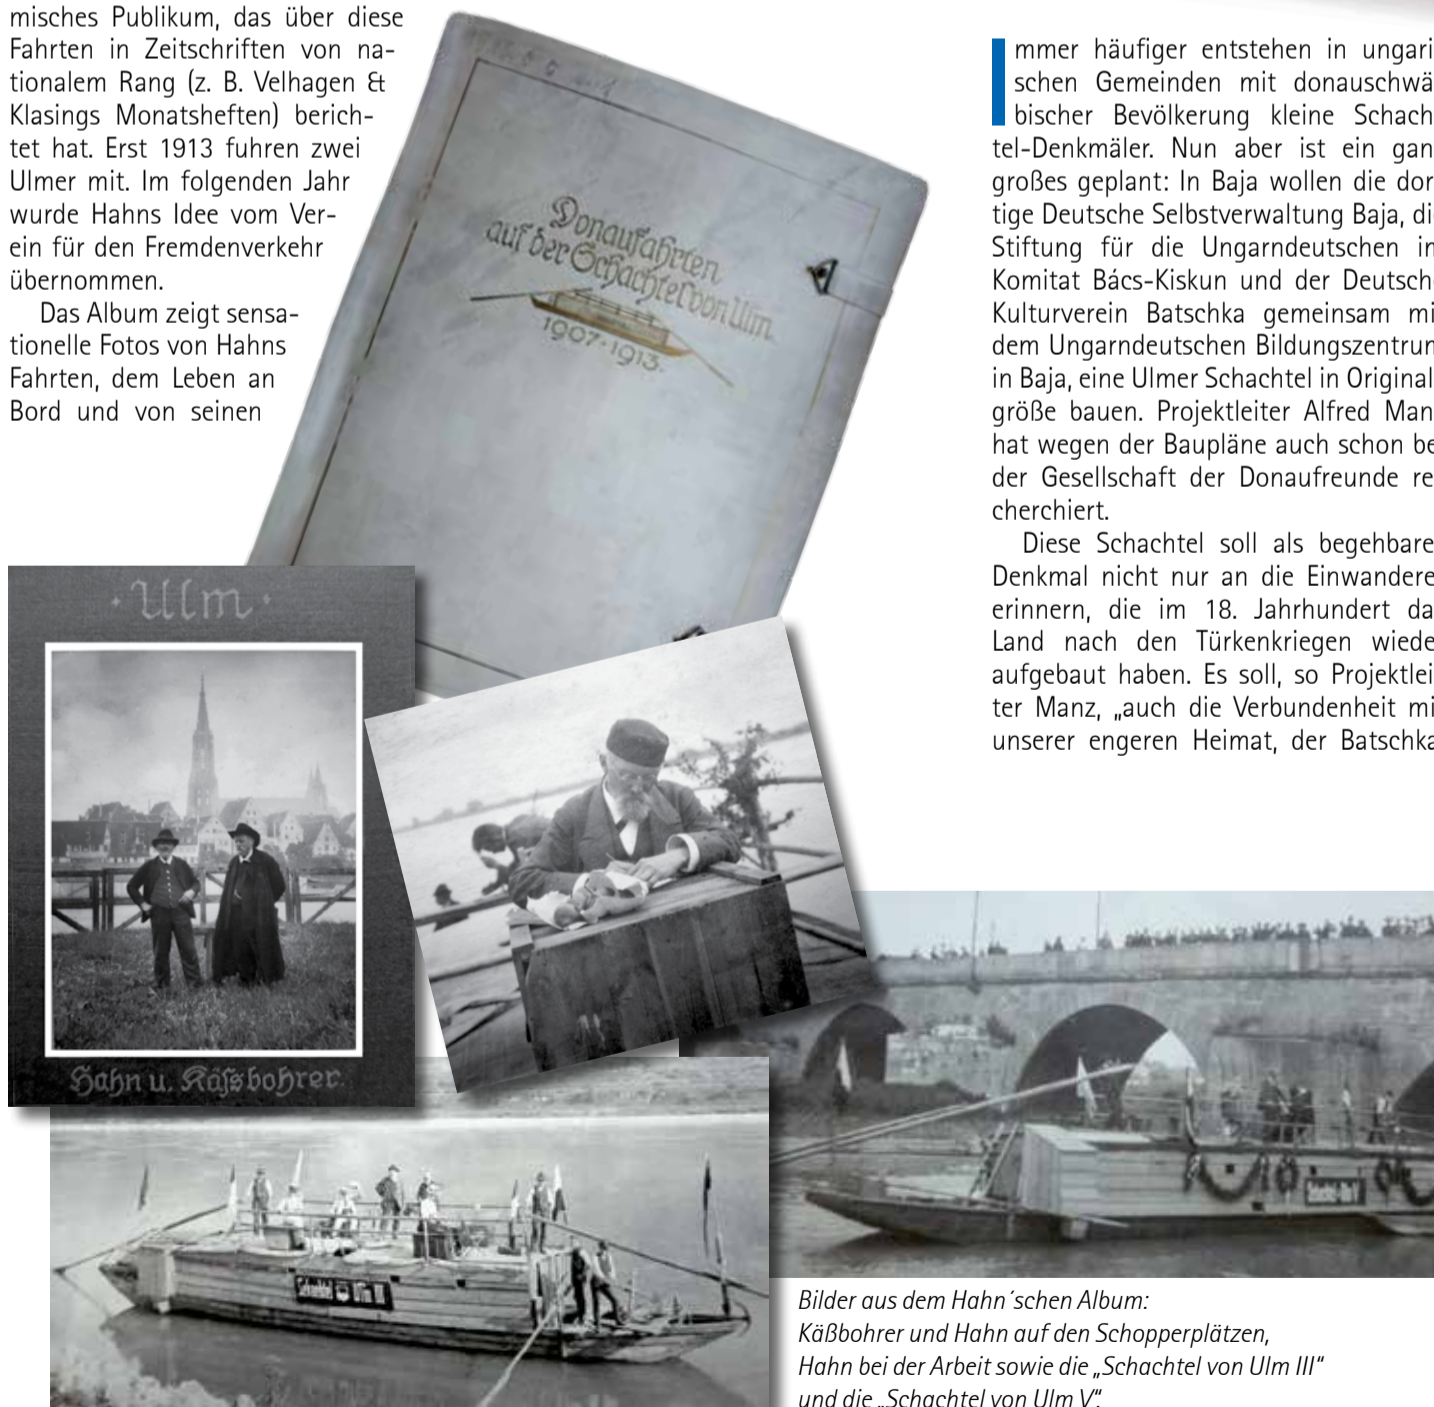 misches Publikum, das über diese
Fahrten in Zeitschriften von na-
tionalem Rang (z. B. Velhagen &
Klasings Monatsheften) berich-
tet hat. Erst 1913 fuhren zwei
Ulmer mit. Im folgenden Jahr
wurde Hahns Idee vom Ver-
ein für den Fremdenverkehr
übernommen.
Das Album zeigt sensa-
tionelle Fotos von Hahns
Fahrten, dem Leben an
Bord und von seinen
Donaufahrten
auf der Schachtel von Ulm.
1907-1913.
·Ulm·
Hahn u. Käſsbohrer.
Immer häufiger entstehen in ungari
schen Gemeinden mit donauschwä
bischer Bevölkerung kleine Schach
tel-Denkmäler. Nun aber ist ein gan
großes geplant: In Baja wollen die dor
tige Deutsche Selbstverwaltung Baja, die
Stiftung für die Ungarndeutschen im
Komitat Bács-Kiskun und der Deutsche
Kulturverein Batschka gemeinsam mi
dem Ungarndeutschen Bildungszentrum
in Baja, eine Ulmer Schachtel in Original
größe bauen. Projektleiter Alfred Man
hat wegen der Baupläne auch schon be
der Gesellschaft der Donaufreunde re
cherchiert.
Diese Schachtel soll als begehbare
Denkmal nicht nur an die Einwandere
erinnern, die im 18. Jahrhundert da
Land nach den Türkenkriegen wiede
aufgebaut haben. Es soll, so Projektlei
ter Manz, „auch die Verbundenheit mi
unserer engeren Heimat, der Batschka
Schachtel Ulm III
Schachtel-Ulm V
Bilder aus dem Hahn´schen Album:
Käßbohrer und Hahn auf den Schopperplätzen,
Hahn bei der Arbeit sowie die „Schachtel von Ulm III“
und die „Schachtel von Ulm V“.